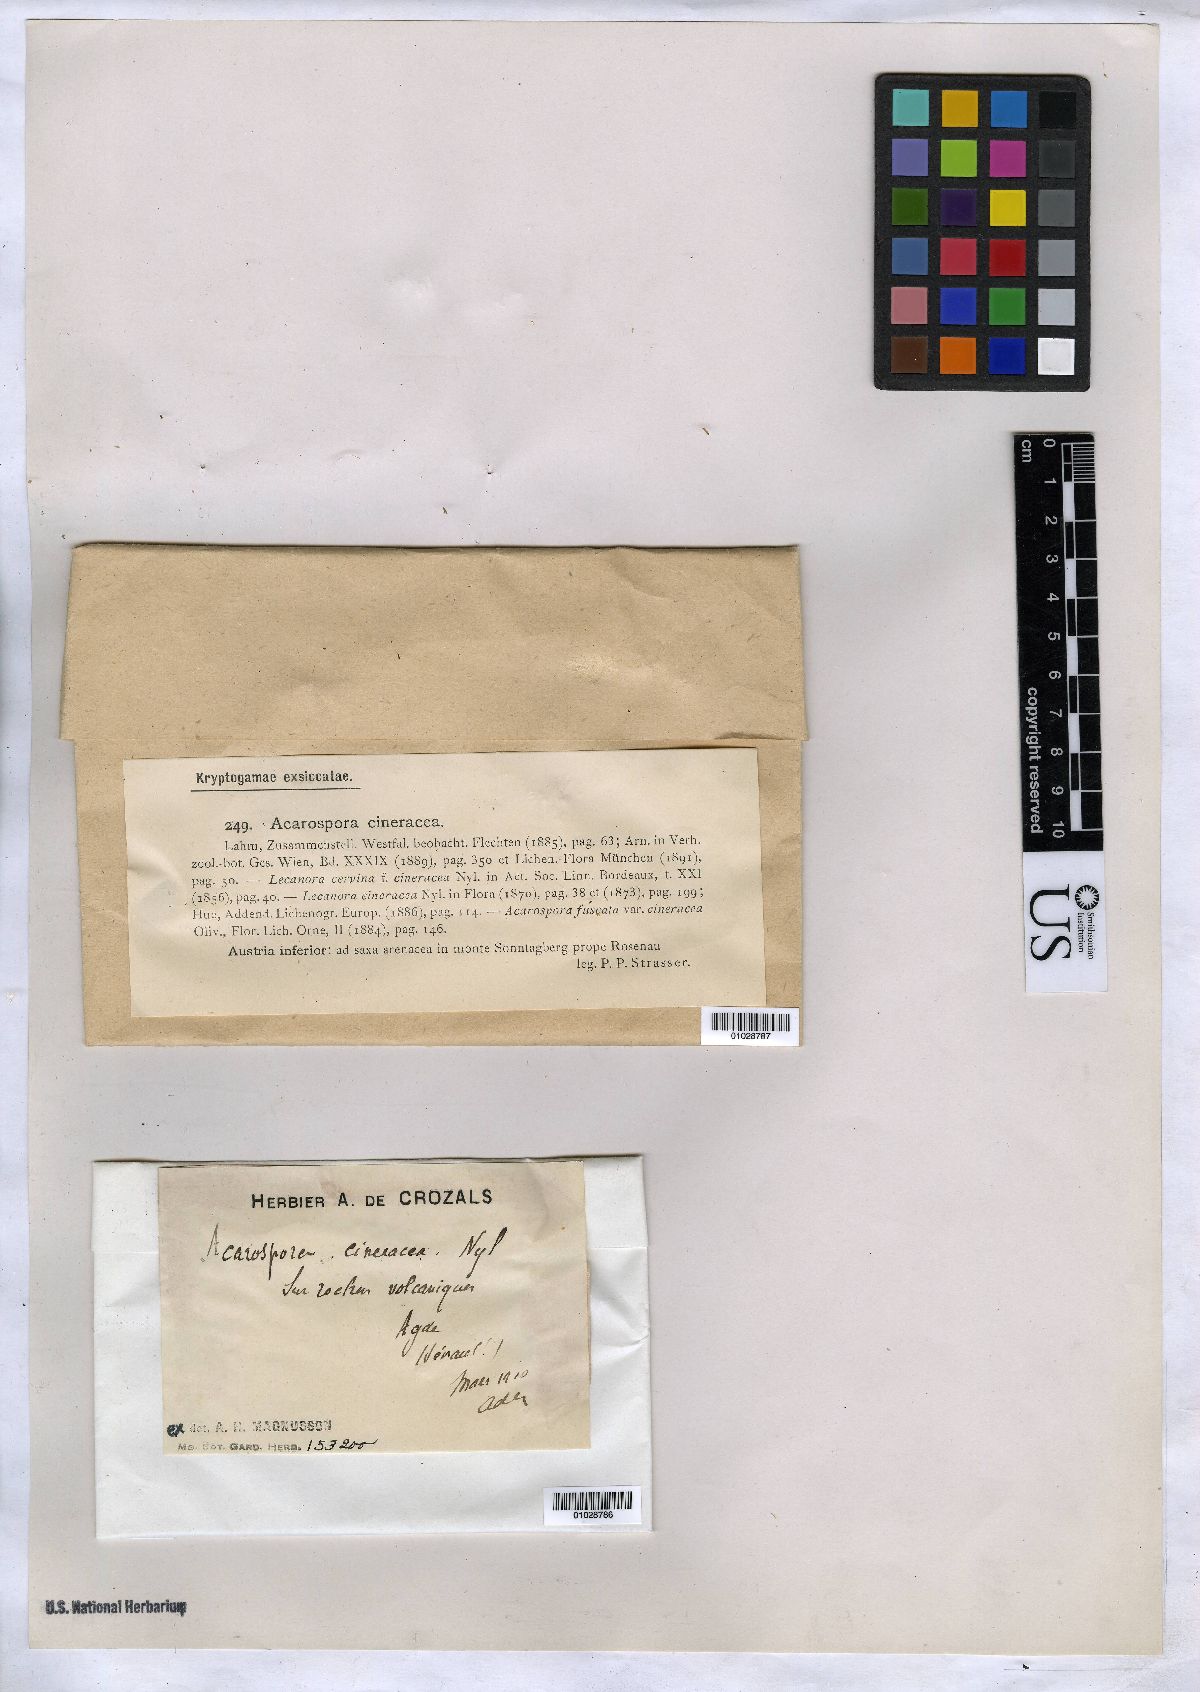 0 1 2 3 4 5 6 7 8 9 10
cm
copyright reserved
Smithsonian
Institution
US
Kryptogamae exsiccatae.
249. Acarospora cineracea.
Lahm, Zusammenstell. Westfal. beobacht. Flechten (1885), pag. 63; Arn. in Verh.
zool.-bot. Ges. Wien, Bd. XXXIX (1889), pag. 350 et Lichen.-Flora München (1891),
pag. 50. — Lecanora cervina f. cineracea Nyl. in Act. Soc. Linn. Bordeaux, t. XXI
(1856), pag. 40. — Lecanora cineracea Nyl. in Flora (1870), pag. 38 et (1873), pag. 199;
Hue, Addend. Lichenogr. Europ. (1886), pag. 114. — Acarospora fuscata var. cineracea
Oliv., Flor. Lich. Orne, II (1884), pag. 146.
Austria inferior: ad saxa arenacea in monte Sonntagberg prope Rosenau
leg. P. P. Strasser.
01028787
HERBIER A. DE CROZALS
Acarospora cineracea. Nyl
Sur roches volcaniques
Agde
Hérault
Mars 1910
AdeCr
ex det. A. H. MAGNUSSON
MO. BOT. GARD. HERB. 153200
01028786
U.S. National Herbarium